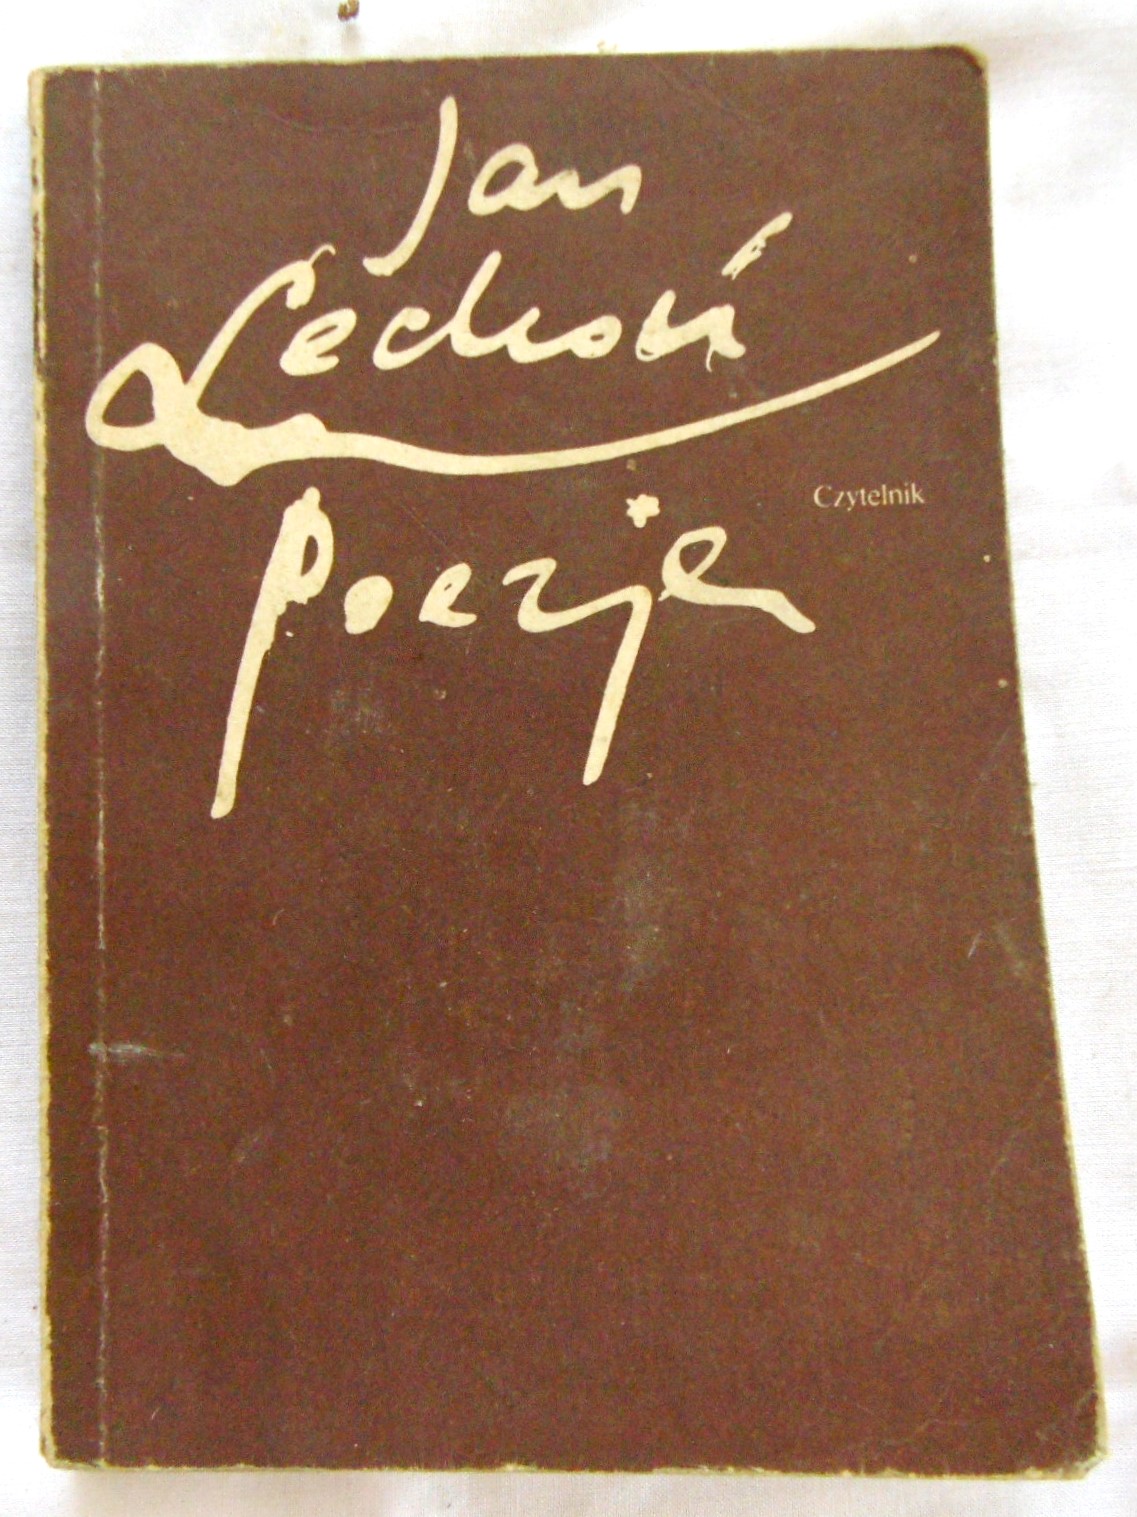 Jan
Lechoń
Czytelnik
poezje